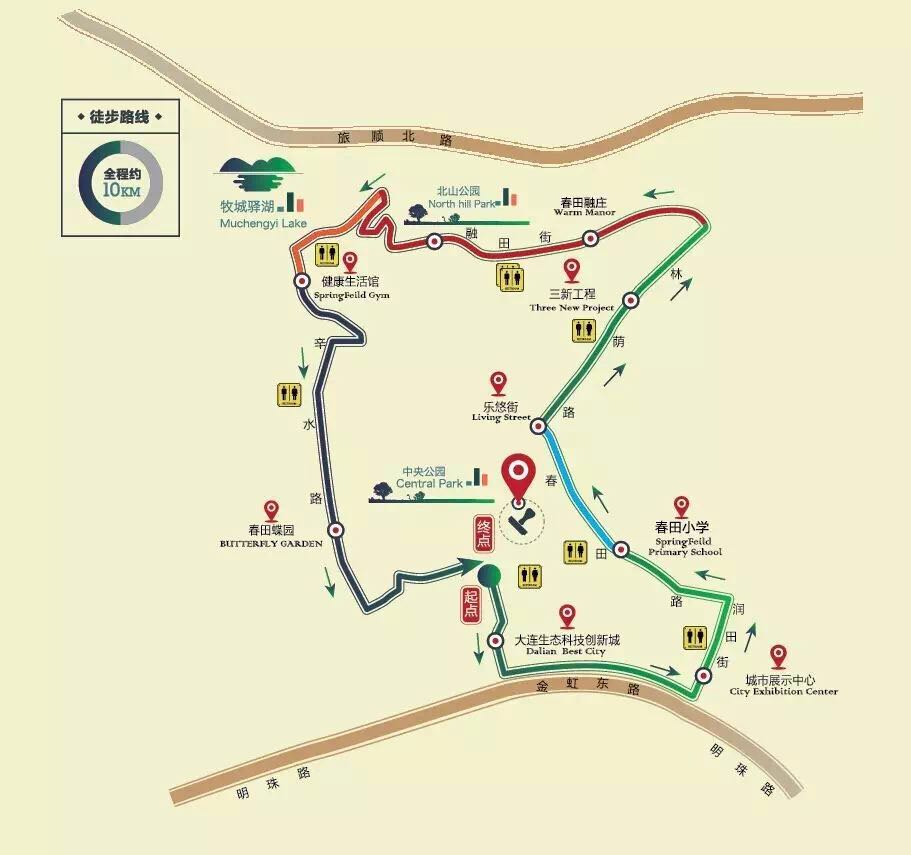 旅顺北路
徒步路线
全程约
10KM
牧城驿湖
Muchengyi Lake
北山公园
North hill Park
春田融庄
Warm Manor
融田街
林荫路
健康生活馆
SpringFeild Gym
三新工程
Three New Project
辛水路
乐悠街
Living Street
中央公园
Central Park
春田路
春田蝶园
BUTTERFLY GARDEN
终点
春田小学
SpringFeild
Primary School
起点
润田街
大连生态科技创新城
Dalian Best City
城市展示中心
City Exhibition Center
金虹东路
明珠路
明珠路